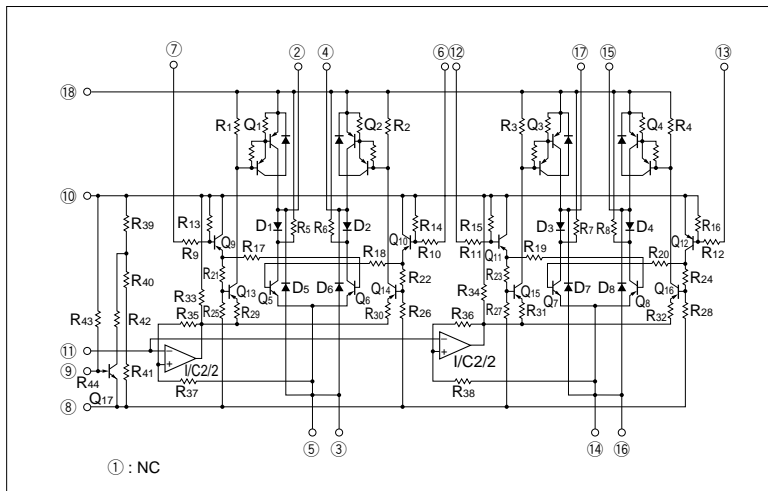 ⑦ ② ④ ⑥ ⑫ ⑰ ⑮ ⑬
⑱
R1 Q1 Q2 R2 R3 Q3 Q4 R4
⑩
R39 R13 D1 R5 R6 D2 R14 R15 D3 R7 R8 D4 R16
R9 Q9 R17 Q10 R10 R11 Q11 R19 Q12 R12
R18 R20
R40 R21 R22 R23 R24
R33 Q5 D5 D6 Q6 Q14 R34 Q7 D7 D8 Q8 Q16
Q13 Q15
R43 R42 R35 R25 R29 R30 R26 R36 R27 R31 R32 R28
⑪ − −
⑨ + +
R44 R41 I/C2/2 I/C2/2
Q17 R37 R38
⑧
⑤ ③ ⑭ ⑯
① : NC